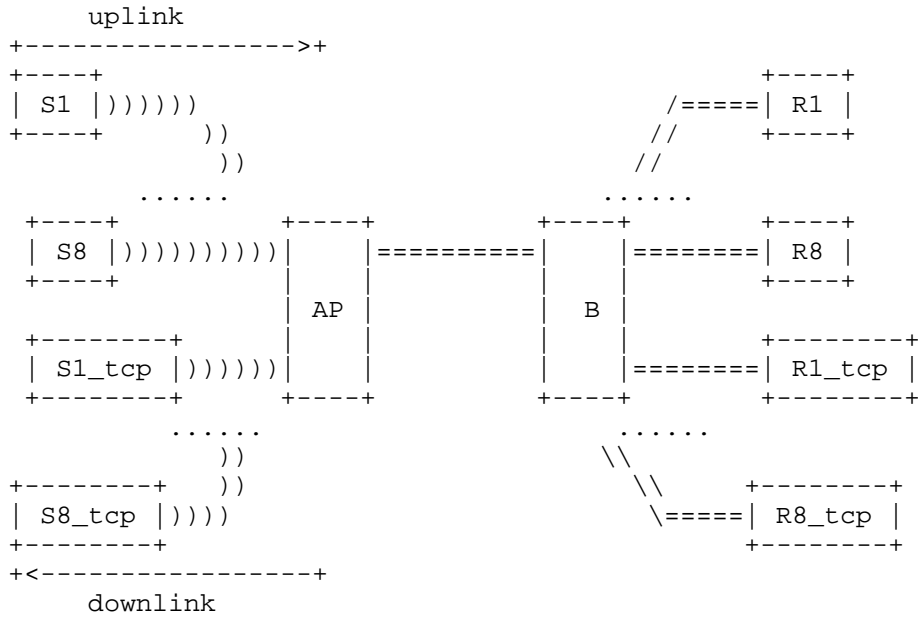 uplink
+----------------->+
+----+ +----+
| S1 |)))))) /=====| R1 |
+----+ )) // +----+
)) //
...... ......
+----+ +----+ +----+ +----+
| S8 |)))))))))))| |==========| |========| R8 |
+----+ | | | | +----+
| AP | | B |
+--------+ | | | | +--------+
| S1_tcp |))))))| | | |========| R1_tcp |
+--------+ +----+ +----+ +--------+
...... ......
)) \\
+--------+ )) \\ +--------+
| S8_tcp |)))) \=====| R8_tcp |
+--------+ +--------+
+<-----------------+
downlink